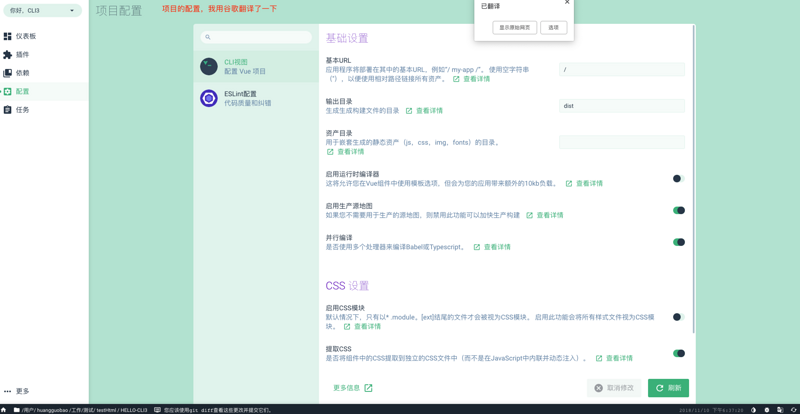 你好，CLI3
项目配置
项目的配置，我用谷歌翻译了一下
已翻译
显示原始网页
选项
仪表板
插件
依赖
配置
任务
更多
CLI视图
配置 Vue 项目
ESLint配置
代码质量和纠错
基础设置
基本URL
应用程序将部署在其中的基本URL，例如“/ my-app /”。 使用空字符串
（''），以便使用相对路径链接所有资产。 查看详情
/
输出目录
生成生成构建文件的目录 查看详情
dist
资产目录
用于嵌套生成的静态资产（js，css，img，fonts）的目录。
查看详情
启用运行时编译器
这将允许您在Vue组件中使用模板选项，但会为您的应用带来额外的10kb负载。 查看详情
启用生产源地图
如果您不需要用于生产的源地图，则禁用此功能可以加快生产构建 查看详情
并行编译
是否使用多个处理器来编译Babel或Typescript。 查看详情
CSS 设置
启用CSS模块
默认情况下，只有以* .module。[ext]结尾的文件才会被视为CSS模块。 启用此功能会将所有样式文件视为CSS模
块。 查看详情
提取CSS
是否将组件中的CSS提取到独立的CSS文件中（而不是在JavaScript中内联并动态注入）。 查看详情
更多信息
取消修改
刷新
/用户/ huangguobao /工作/测试/ testHtml / HELLO-CLI3
您应该使用git diff查看这些更改并提交它们。